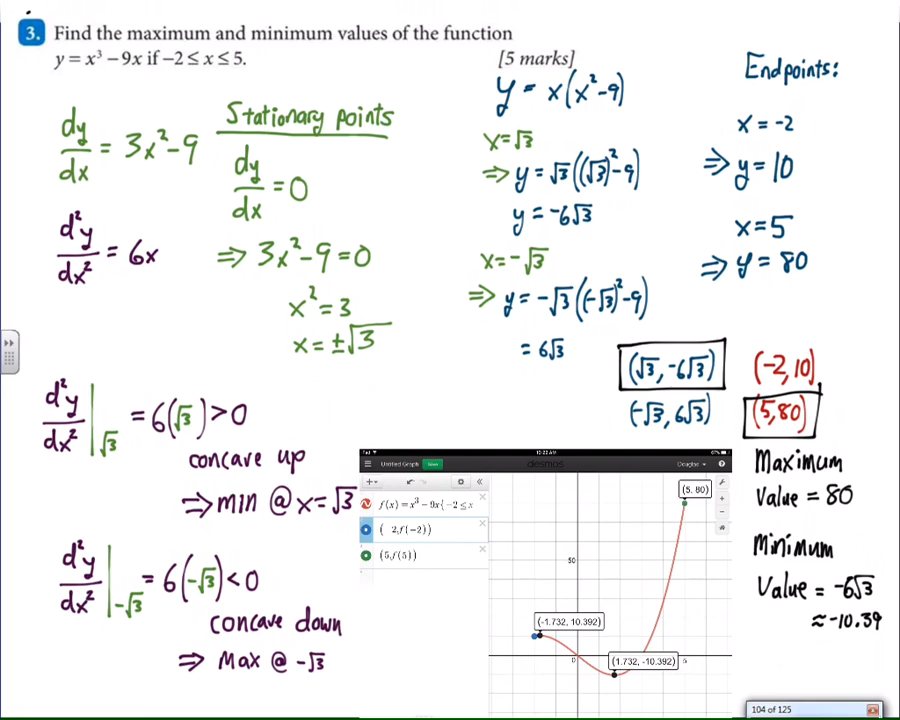 3. Find the maximum and minimum values of the function
y = x³ − 9x if −2 ≤ x ≤ 5. [5 marks]
dy/dx = 3x² - 9
d²y/dx² = 6x
Stationary points
dy/dx = 0
⇒ 3x² - 9 = 0
x² = 3
x = ±√3
y = x(x² - 9)
x = √3
⇒ y = √3((√3)² - 9)
y = -6√3
x = -√3
⇒ y = -√3((-√3)² - 9)
= 6√3
Endpoints:
x = -2
⇒ y = 10
x = 5
⇒ y = 80
(√3, -6√3)
(-√3, 6√3)
(-2, 10)
(5, 80)
d²y/dx² |√3 = 6(√3) > 0
concave up
⇒ min @ x = √3
d²y/dx² |-√3 = 6(-√3) < 0
concave down
⇒ Max @ -√3
Maximum
Value = 80
Minimum
Value = -6√3
≈ -10.39
10:22 AM
Untitled Graph
desmos
Douglas
f(x) = x³ − 9x{−2 ≤ x
( 2, f(−2))
(5, f(5))
(5, 80)
50
(-1.732, 10.392)
0
(1.732, -10.392)
5
104 of 125